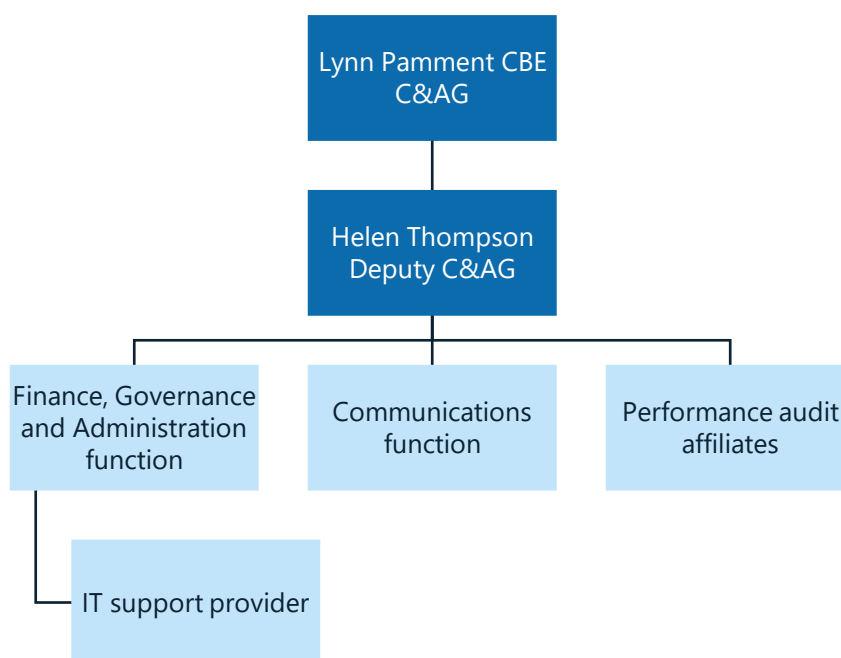 Lynn Pamment CBE
C&AG
Helen Thompson
Deputy C&AG
Finance, Governance
and Administration
function
Communications
function
Performance audit
affiliates
IT support provider